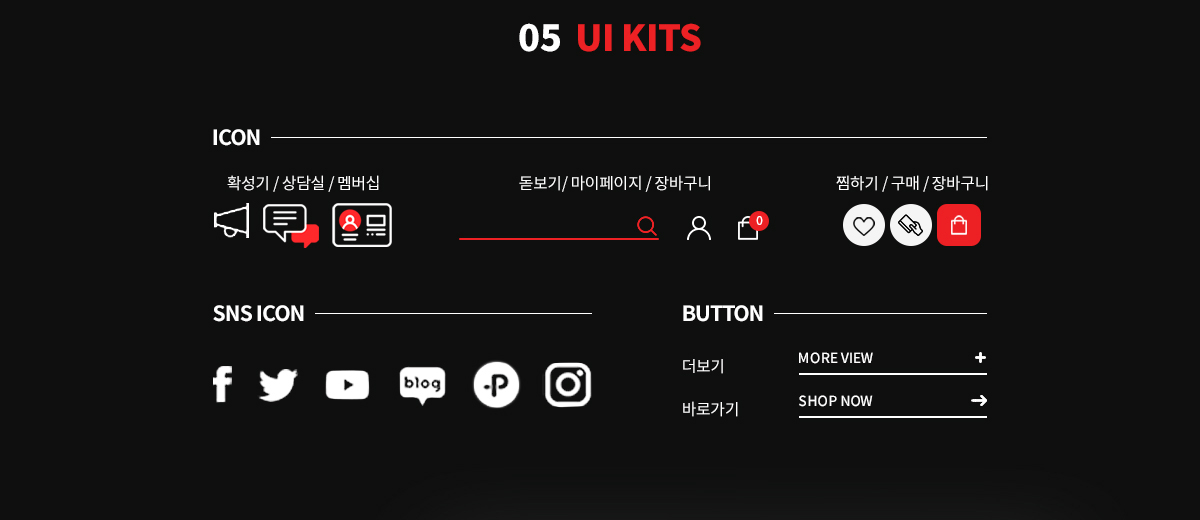 05 UI KITS
ICON
확성기 / 상담실 / 멤버십
돋보기/ 마이페이지 / 장바구니
찜하기 / 구매 / 장바구니
0
SNS ICON
BUTTON
f
blog
P
더보기
MORE VIEW
바로가기
SHOP NOW